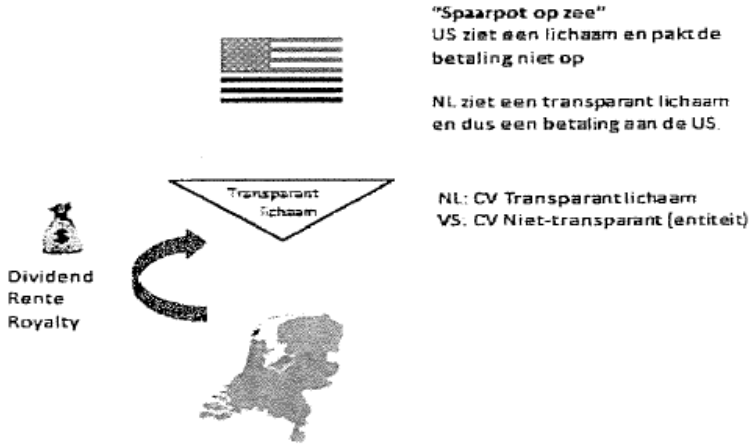 "Spaarpot op zee"
US ziet een lichaam en pakt de
betaling niet op
NL ziet een transparant lichaam
en dus een betaling aan de US.
Transparant
lichaam
NL: CV Transparant lichaam
VS: CV Niet-transparant (entiteit)
$
Dividend
Rente
Royalty